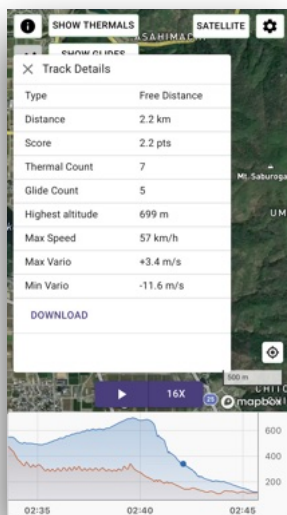 SHOW THERMALS
SATELLITE
ASAHIMACHI
SHOW GLIDES
Track Details
Type Free Distance
Distance 2.2 km
Score 2.2 pts
Thermal Count 7
Glide Count 5
Highest altitude 699 m
Max Speed 57 km/h
Max Vario +3.4 m/s
Min Vario -11.6 m/s
DOWNLOAD
Mt. Saburoga
UM
500 m
16X
25
mapbox
600
400
200
02:35 02:40 02:45